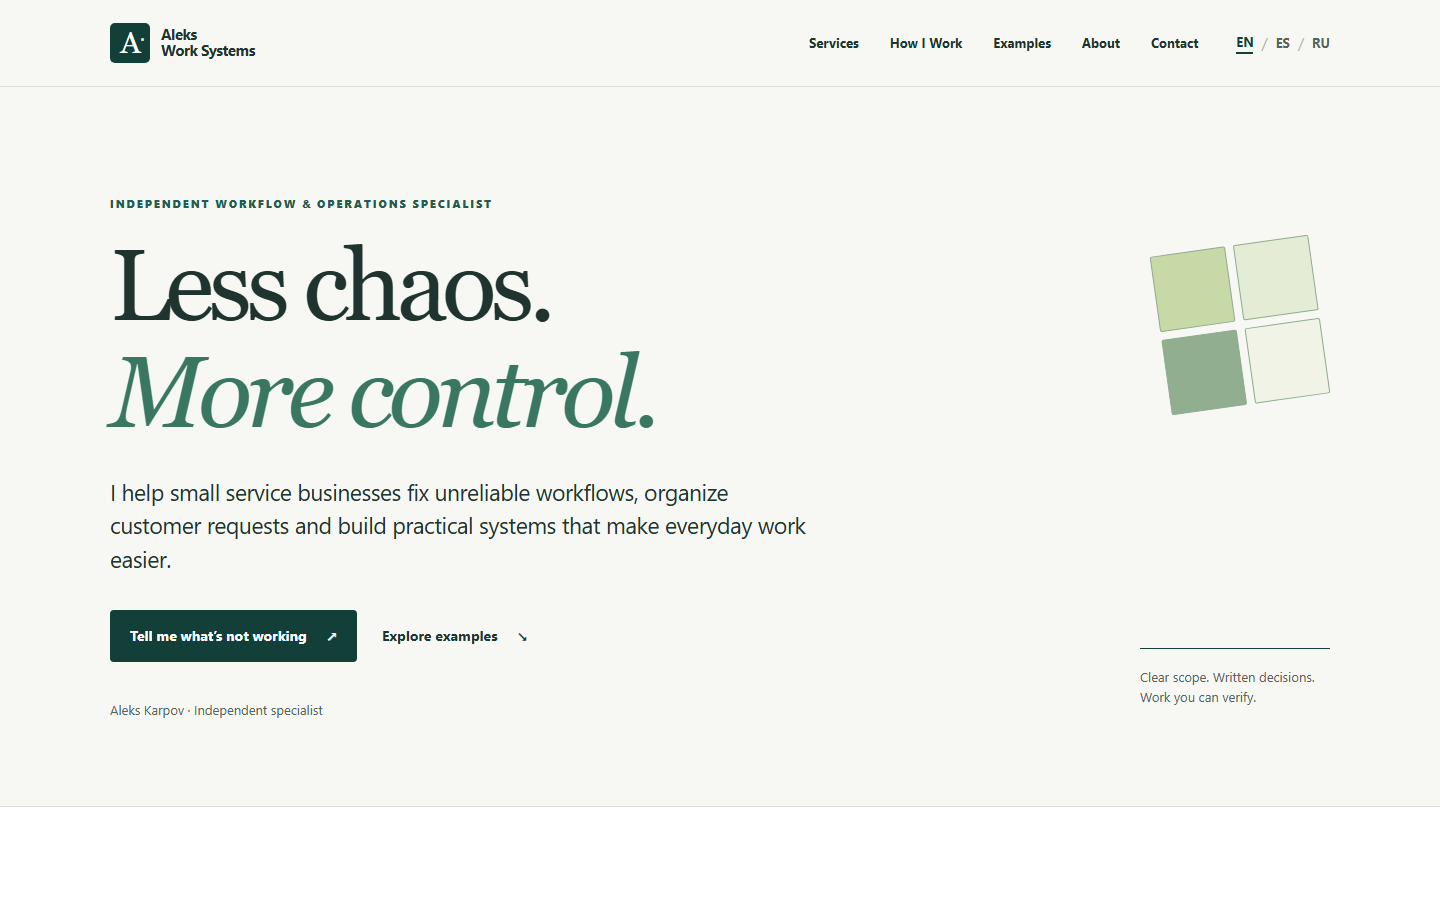 A
Aleks
Work Systems
Services
How I Work
Examples
About
Contact
EN / ES / RU
INDEPENDENT WORKFLOW & OPERATIONS SPECIALIST
Less chaos.
More control.
I help small service businesses fix unreliable workflows, organize
customer requests and build practical systems that make everyday work
easier.
Tell me what’s not working ↗
Explore examples ↘
Aleks Karpov · Independent specialist
Clear scope. Written decisions.
Work you can verify.